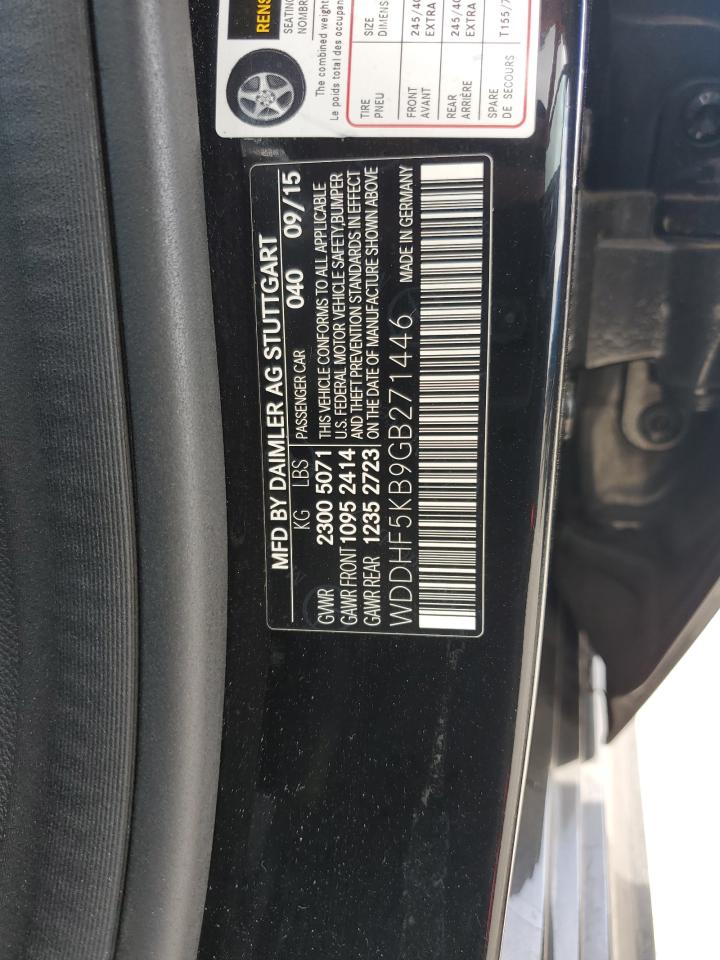 MFD BY DAIMLER AG STUTTGART
040 09/15
KG LBS PASSENGER CAR
GVWR 2300 5071
GAWR FRONT 1095 2414
GAWR REAR 1235 2723
THIS VEHICLE CONFORMS TO ALL APPLICABLE
U.S. FEDERAL MOTOR VEHICLE SAFETY,BUMPER
AND THEFT PREVENTION STANDARDS IN EFFECT
ON THE DATE OF MANUFACTURE SHOWN ABOVE
WDDHF5KB9GB271446 MADE IN GERMANY
RENS
SEATING
NOMBR
The combined weight
Le poids total des occupan
TIRE SIZE
PNEU DIMENS
FRONT 245/40
AVANT EXTRA
REAR 245/40
ARRIÈRE EXTRA
SPARE T155/7
DE SECOURS